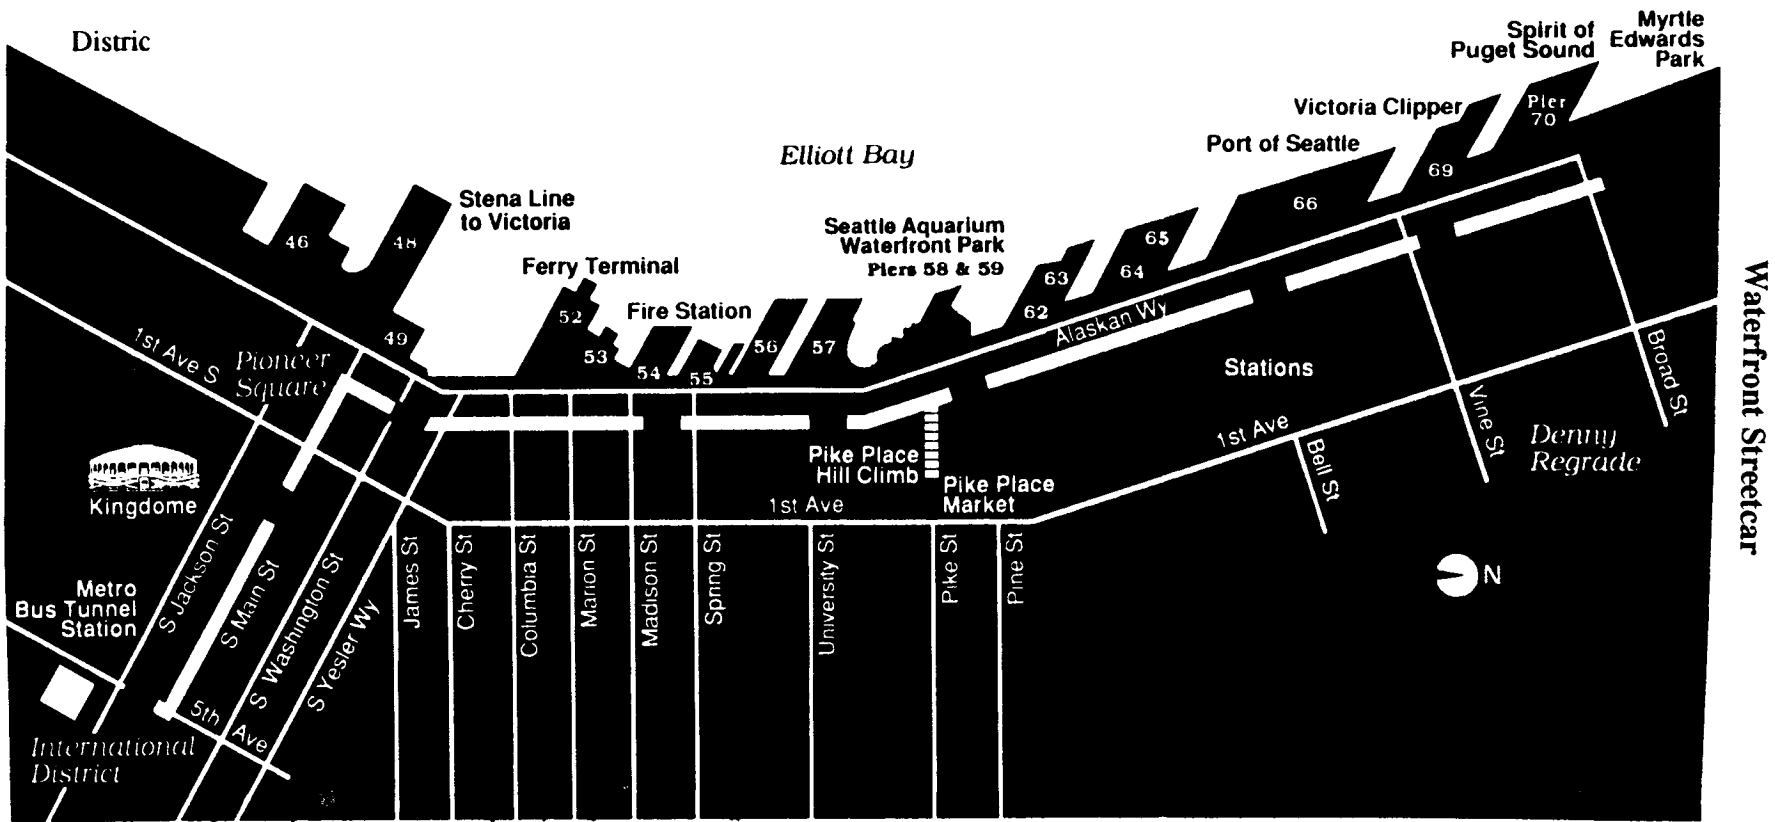 Distric
Spirit of
Puget Sound
Myrtle
Edwards
Park
Victoria Clipper
Pier
70
Port of Seattle
Elliott Bay
69
66
Stena Line
to Victoria
46
48
Seattle Aquarium
Waterfront Park
Piers 58 & 59
65
64
63
62
Ferry Terminal
Fire Station
52
53
54
55
56
57
49
Alaskan Wy
1st Ave S
Pioneer
Square
Stations
Broad St
Vine St
Bell St
1st Ave
Denny
Regrade
Waterfront Streetcar
Pike Place
Hill Climb
Pike Place
Market
1st Ave
Kingdome
Metro
Bus Tunnel
Station
S Jackson St
S Main St
S Washington St
S Yesler Wy
James St
Cherry St
Columbia St
Marion St
Madison St
Spring St
University St
Pike St
Pine St
N
5th Ave
International
District